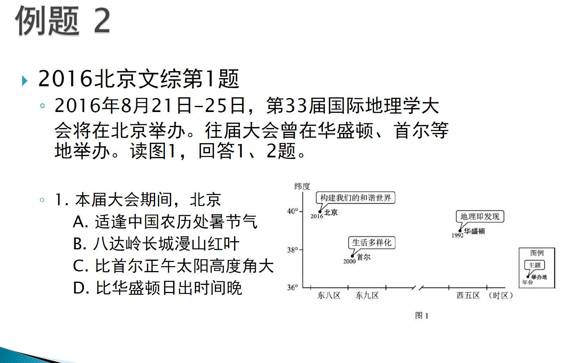 例题 2
2016北京文综第1题
2016年8月21日-25日，第33届国际地理学大
会将在北京举办。往届大会曾在华盛顿、首尔等
地举办。读图1，回答1、2题。
1. 本届大会期间，北京
A. 适逢中国农历处暑节气
B. 八达岭长城漫山红叶
C. 比首尔正午太阳高度角大
D. 比华盛顿日出时间晚
纬度
构建我们的和谐世界
40°
2016 北京
地理即发现
1992 华盛顿
生活多样化
38°
2000 首尔
图例
主题
举办地
年份
36°
东八区 东九区 西五区 (时区)
图1